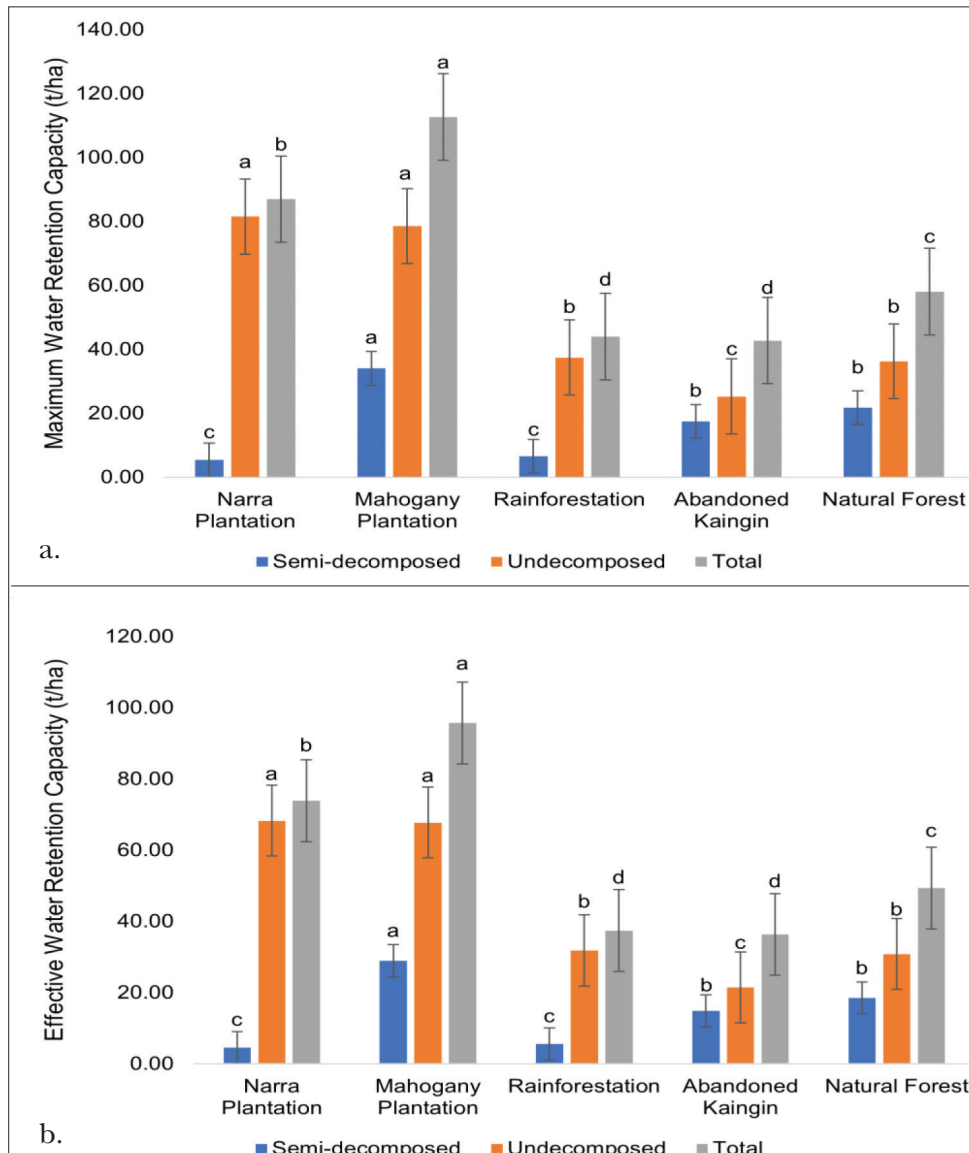 Maximum Water Retention Capacity (t/ha)
140.00
120.00
100.00
80.00
60.00
40.00
20.00
0.00
c a b
a a a
c b d
b c d
b b c
Narra Plantation
Mahogany Plantation
Rainforestation
Abandoned Kaingin
Natural Forest
a.
Semi-decomposed Undecomposed Total
Effective Water Retention Capacity (t/ha)
120.00
100.00
80.00
60.00
40.00
20.00
0.00
c a b
a a a
c b d
b c d
b b c
Narra Plantation
Mahogany Plantation
Rainforestation
Abandoned Kaingin
Natural Forest
b.
Semi-decomposed Undecomposed Total